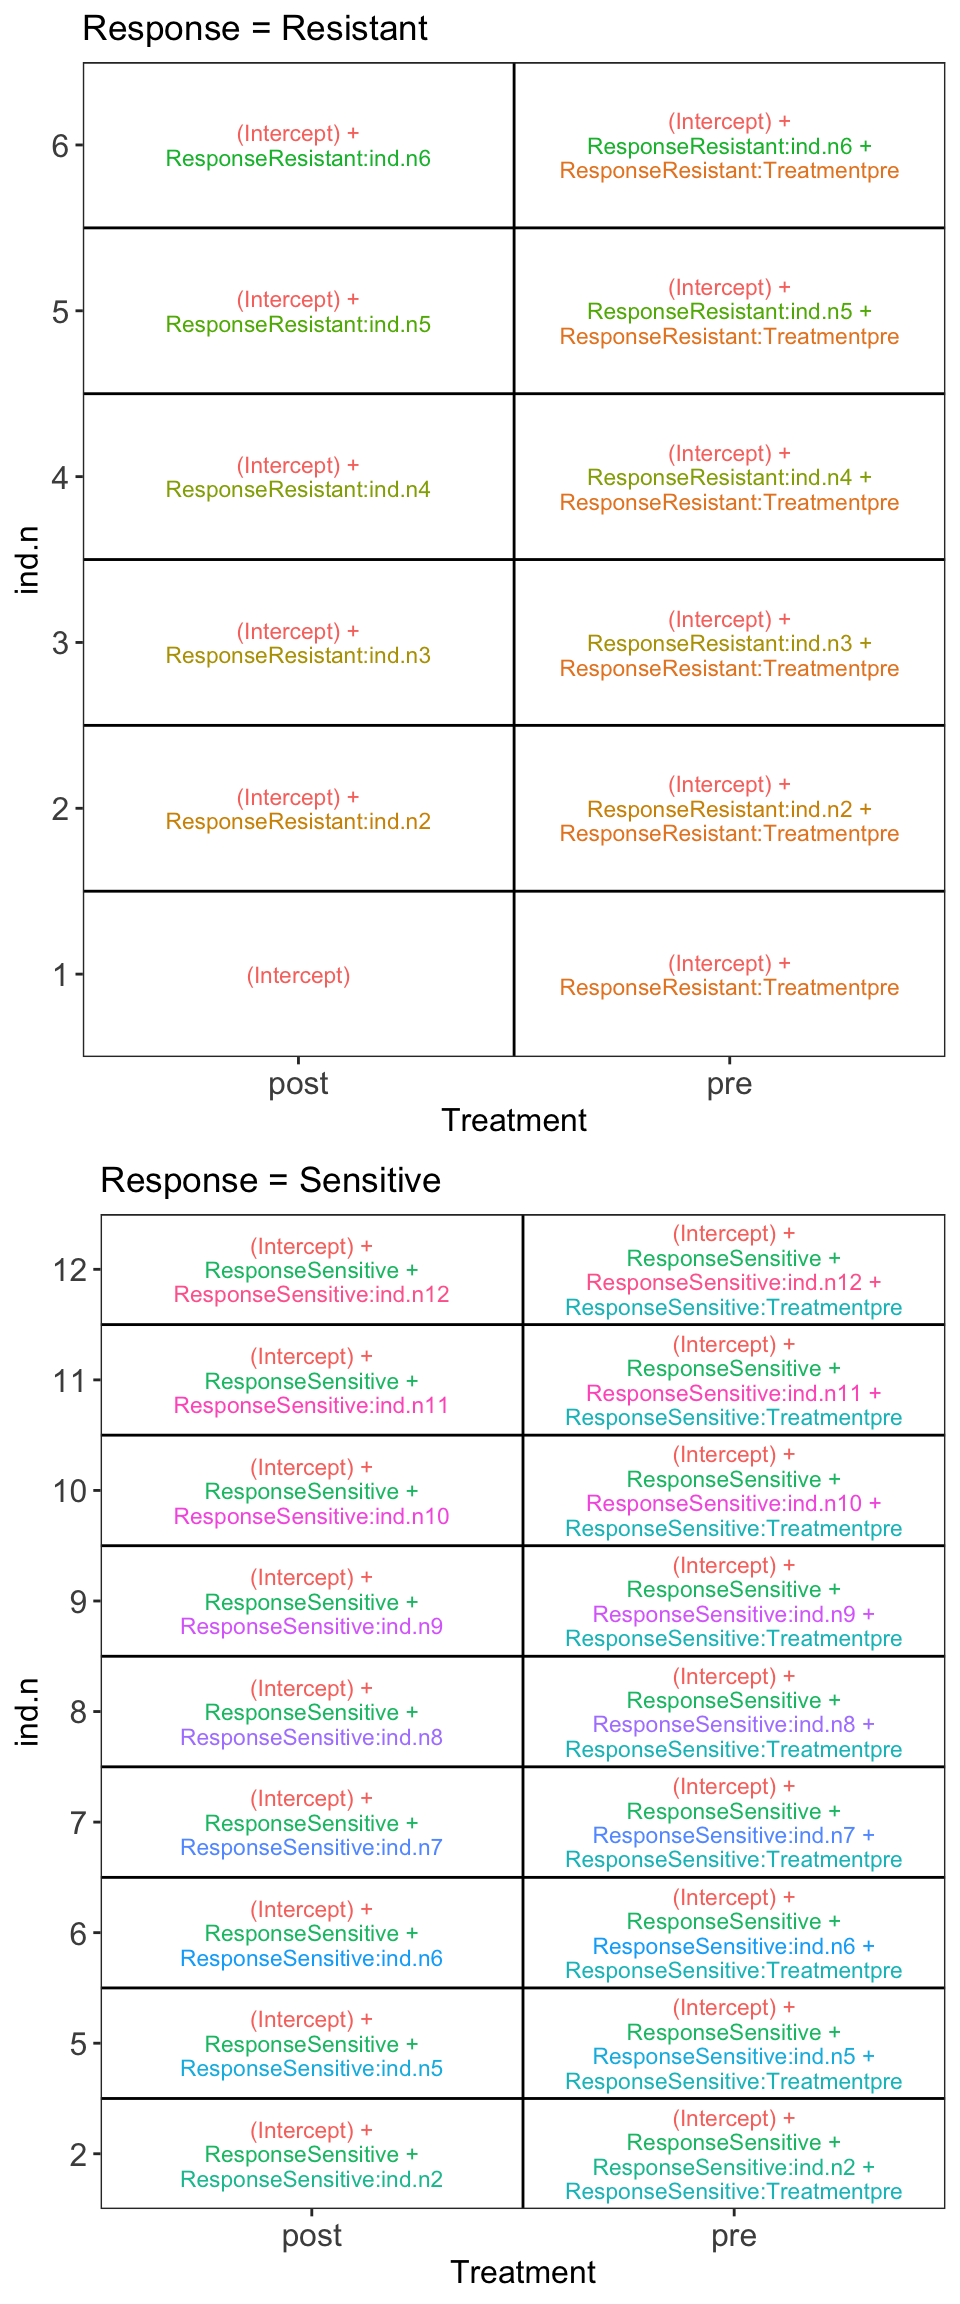 Response = Resistant
6
(Intercept) +
ResponseResistant:ind.n6
(Intercept) +
ResponseResistant:ind.n6 +
ResponseResistant:Treatmentpre
5
(Intercept) +
ResponseResistant:ind.n5
(Intercept) +
ResponseResistant:ind.n5 +
ResponseResistant:Treatmentpre
4
(Intercept) +
ResponseResistant:ind.n4
(Intercept) +
ResponseResistant:ind.n4 +
ResponseResistant:Treatmentpre
ind.n
3
(Intercept) +
ResponseResistant:ind.n3
(Intercept) +
ResponseResistant:ind.n3 +
ResponseResistant:Treatmentpre
2
(Intercept) +
ResponseResistant:ind.n2
(Intercept) +
ResponseResistant:ind.n2 +
ResponseResistant:Treatmentpre
1
(Intercept)
(Intercept) +
ResponseResistant:Treatmentpre
post
pre
Treatment
Response = Sensitive
12
(Intercept) +
ResponseSensitive +
ResponseSensitive:ind.n12
(Intercept) +
ResponseSensitive +
ResponseSensitive:ind.n12 +
ResponseSensitive:Treatmentpre
11
(Intercept) +
ResponseSensitive +
ResponseSensitive:ind.n11
(Intercept) +
ResponseSensitive +
ResponseSensitive:ind.n11 +
ResponseSensitive:Treatmentpre
10
(Intercept) +
ResponseSensitive +
ResponseSensitive:ind.n10
(Intercept) +
ResponseSensitive +
ResponseSensitive:ind.n10 +
ResponseSensitive:Treatmentpre
9
(Intercept) +
ResponseSensitive +
ResponseSensitive:ind.n9
(Intercept) +
ResponseSensitive +
ResponseSensitive:ind.n9 +
ResponseSensitive:Treatmentpre
ind.n
8
(Intercept) +
ResponseSensitive +
ResponseSensitive:ind.n8
(Intercept) +
ResponseSensitive +
ResponseSensitive:ind.n8 +
ResponseSensitive:Treatmentpre
7
(Intercept) +
ResponseSensitive +
ResponseSensitive:ind.n7
(Intercept) +
ResponseSensitive +
ResponseSensitive:ind.n7 +
ResponseSensitive:Treatmentpre
6
(Intercept) +
ResponseSensitive +
ResponseSensitive:ind.n6
(Intercept) +
ResponseSensitive +
ResponseSensitive:ind.n6 +
ResponseSensitive:Treatmentpre
5
(Intercept) +
ResponseSensitive +
ResponseSensitive:ind.n5
(Intercept) +
ResponseSensitive +
ResponseSensitive:ind.n5 +
ResponseSensitive:Treatmentpre
2
(Intercept) +
ResponseSensitive +
ResponseSensitive:ind.n2
(Intercept) +
ResponseSensitive +
ResponseSensitive:ind.n2 +
ResponseSensitive:Treatmentpre
post
pre
Treatment